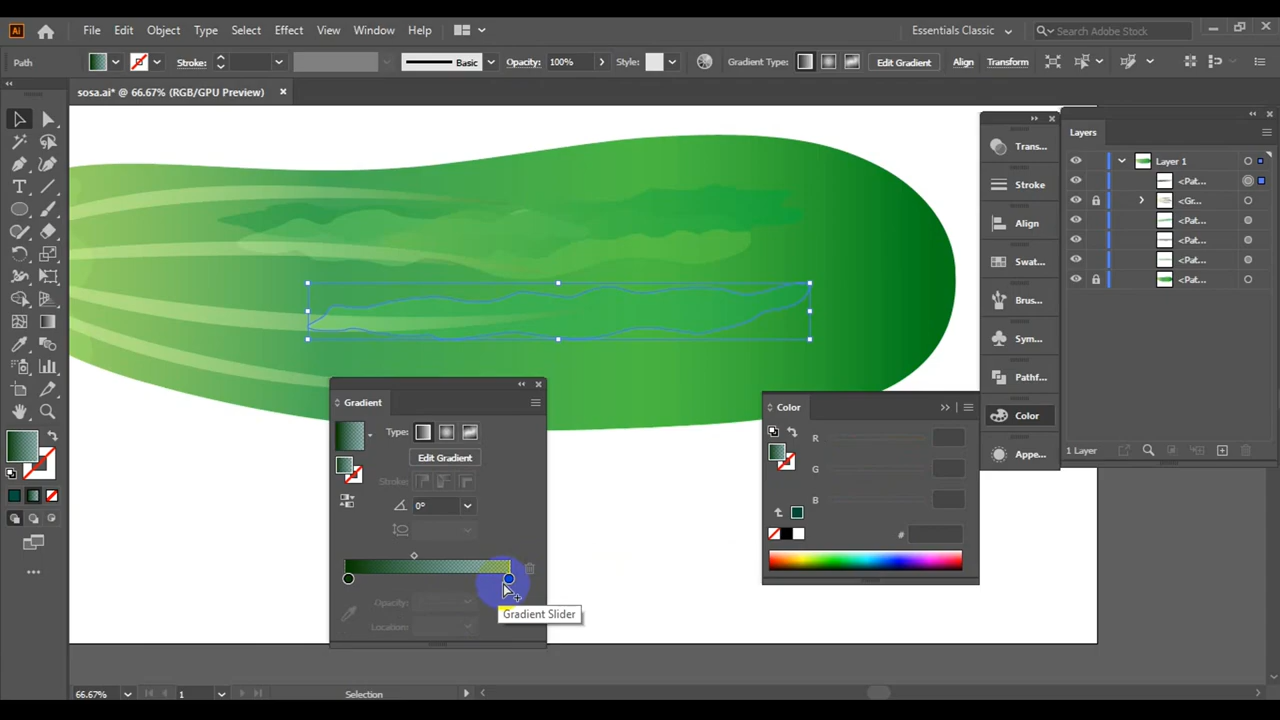 Ai File Edit Object Type Select Effect View Window Help Essentials Classic Search Adobe Stock
Path Stroke: Basic Opacity: 100% Style: Gradient Type: Edit Gradient Align Transform
sosa.ai* @ 66.67% (RGB/GPU Preview)
Layers
Layer 1
<Pat...
<Gr...
<Pat...
<Pat...
<Pat...
<Pat...
Trans...
Stroke
Align
Swat...
Brus...
Sym...
Pathf...
Color
Appe...
1 Layer
Gradient
Type:
Edit Gradient
Stroke:
0°
Opacity:
Location:
Gradient Slider
Color
R
G
B
#
66.67% 1 Selection